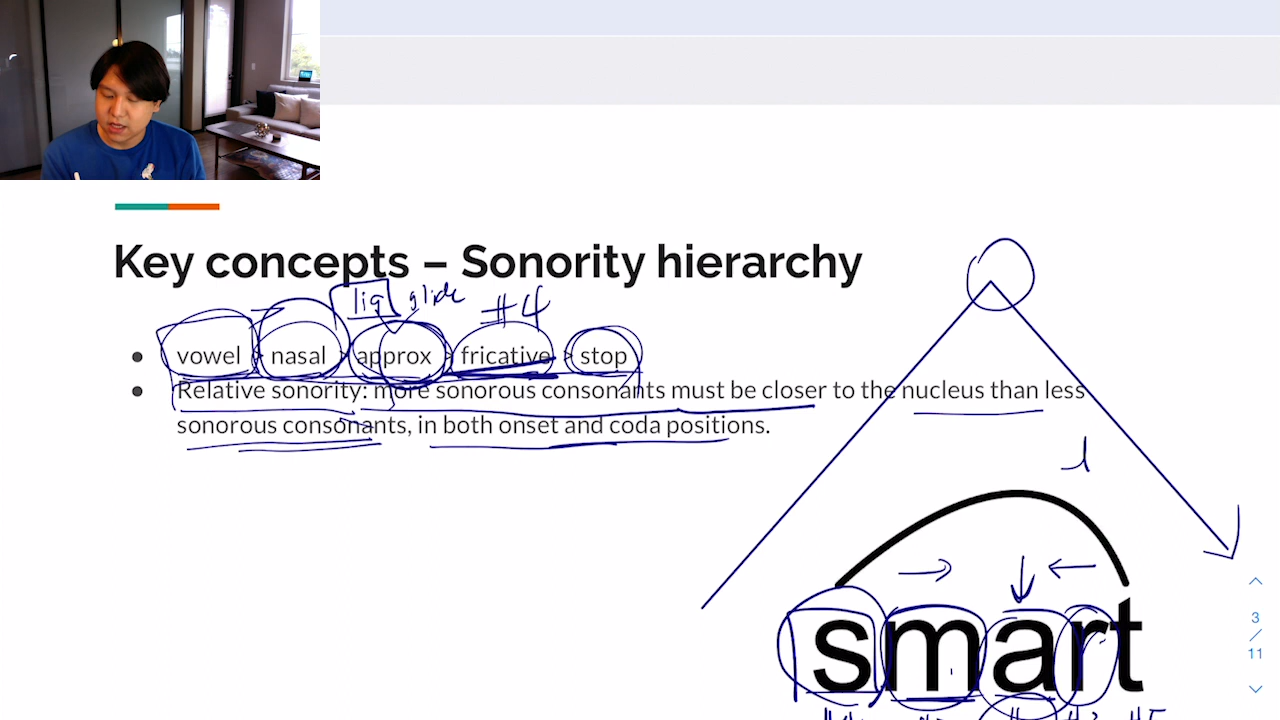 Key concepts – Sonority hierarchy
liq glide #4
● vowel > nasal > approx > fricative > stop
● Relative sonority: more sonorous consonants must be closer to the nucleus than less
sonorous consonants, in both onset and coda positions.
smart
3
/
11